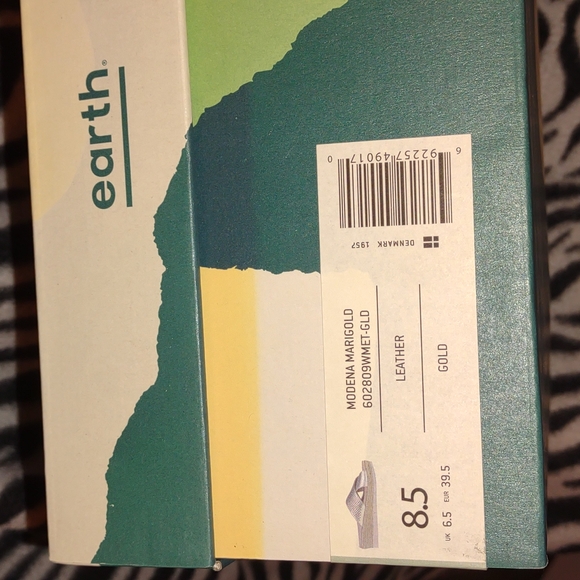 earth®
6 92257 49017 0
DENMARK 1957
MODENA MARIGOLD
602809WMET-GLD
LEATHER
GOLD
8.5
UK 6.5 EUR 39.5